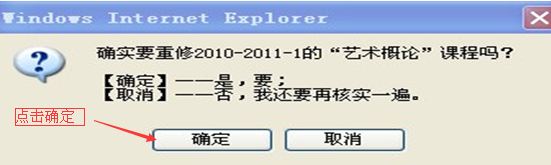 Windows Internet Explorer
确实要重修2010-2011-1的“艺术概论”课程吗？
【确定】——是，要；
【取消】——否，我还要再核实一遍。
点击确定
确定
取消